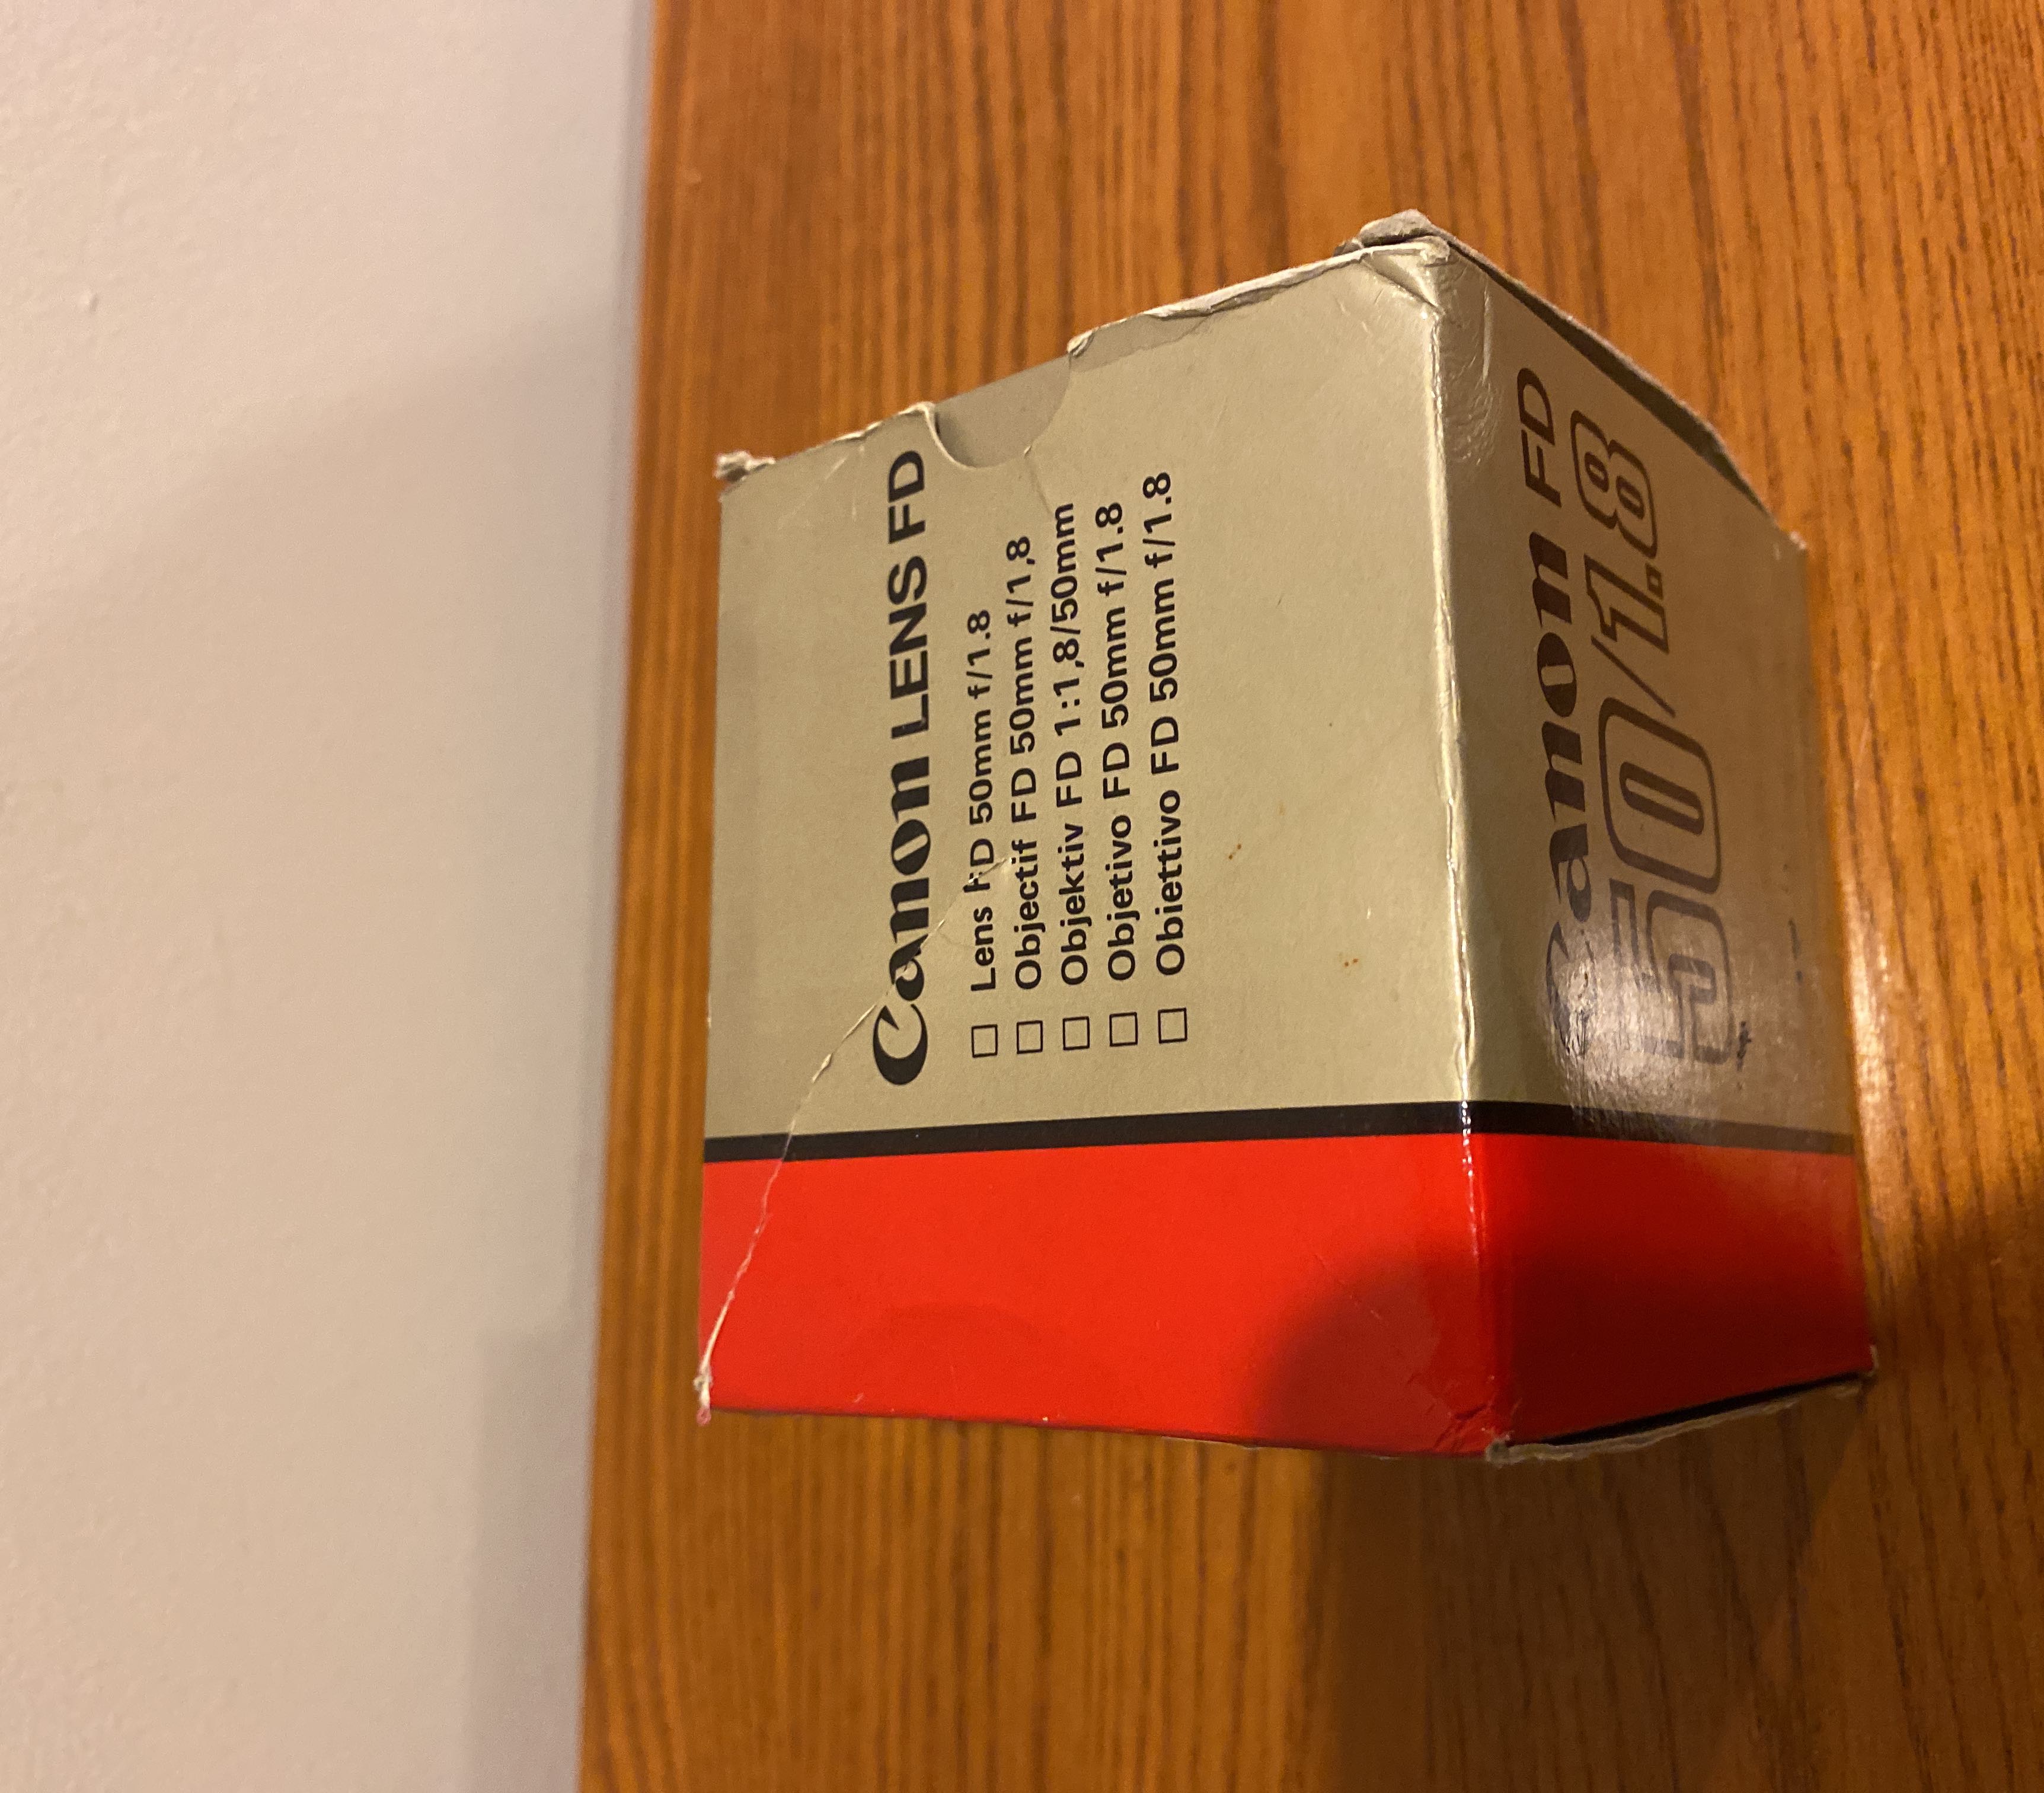 Canon LENS FD
□ Lens FD 50mm f/1.8
□ Objectif FD 50mm f/1,8
□ Objektiv FD 1:1,8/50mm
□ Objetivo FD 50mm f/1.8
□ Obiettivo FD 50mm f/1.8
Canon FD
50/1.8